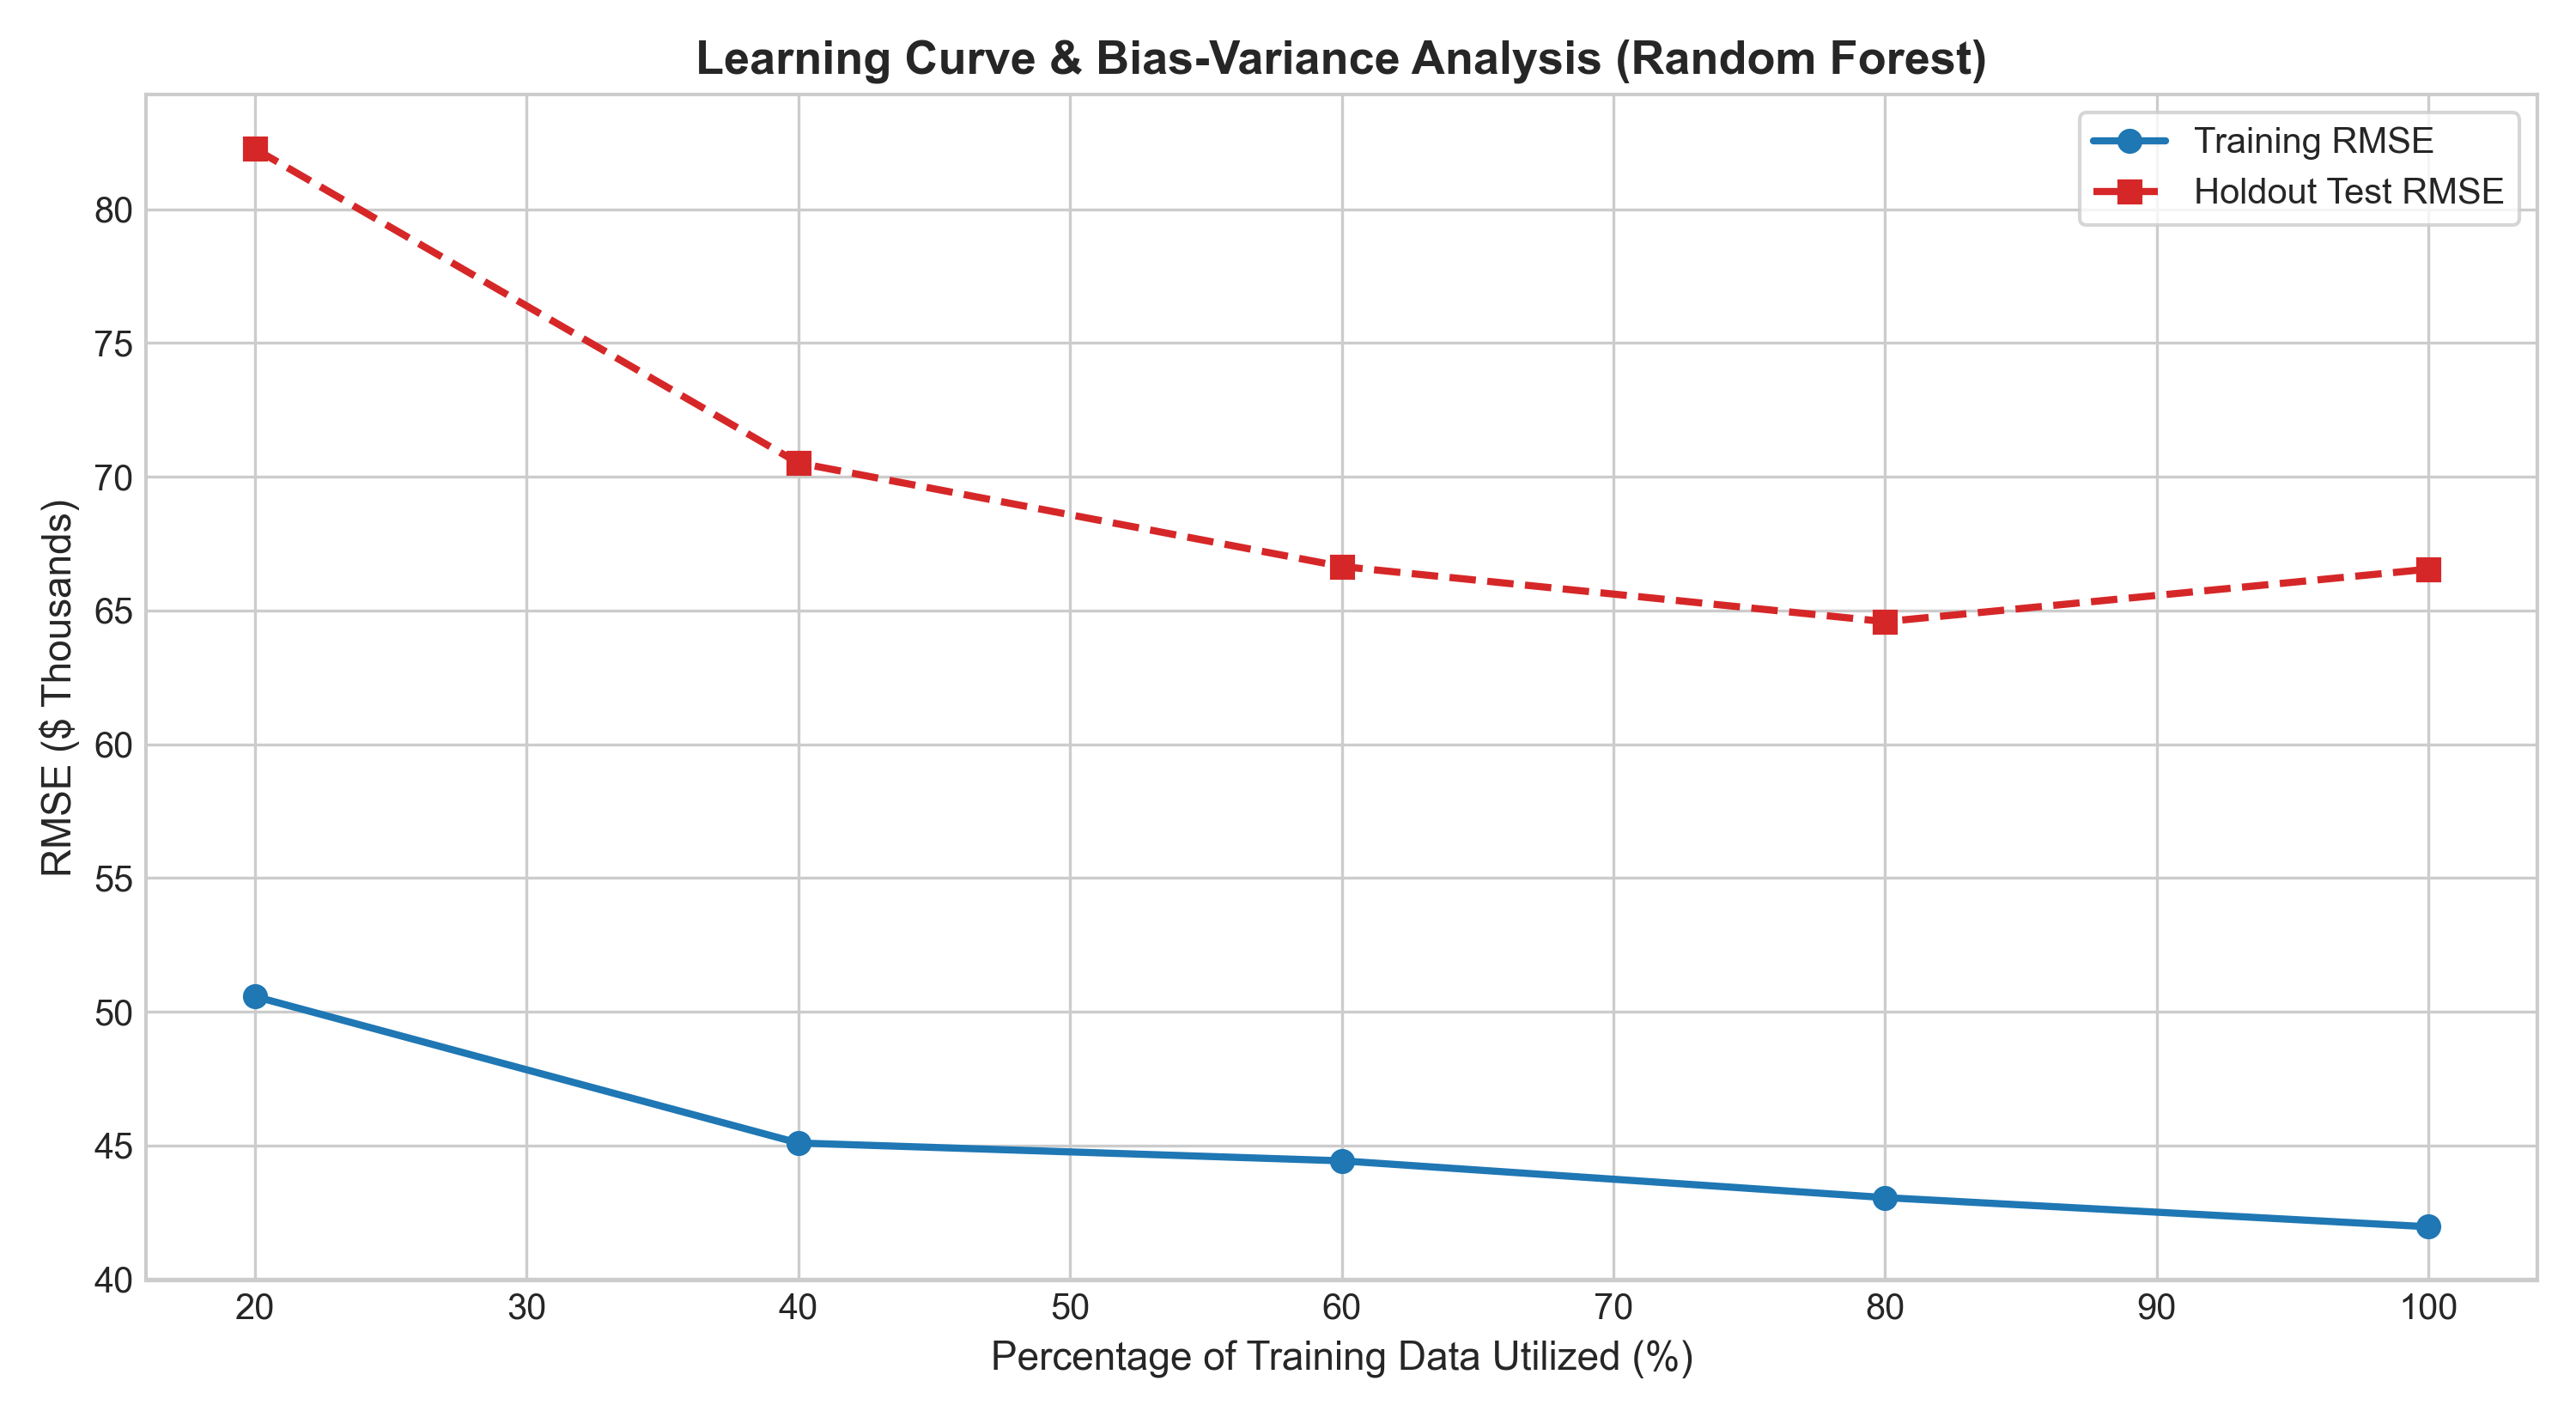 Learning Curve & Bias-Variance Analysis (Random Forest)
Training RMSE
Holdout Test RMSE
RMSE ($ Thousands)
80
75
70
65
60
55
50
45
40
20 30 40 50 60 70 80 90 100
Percentage of Training Data Utilized (%)